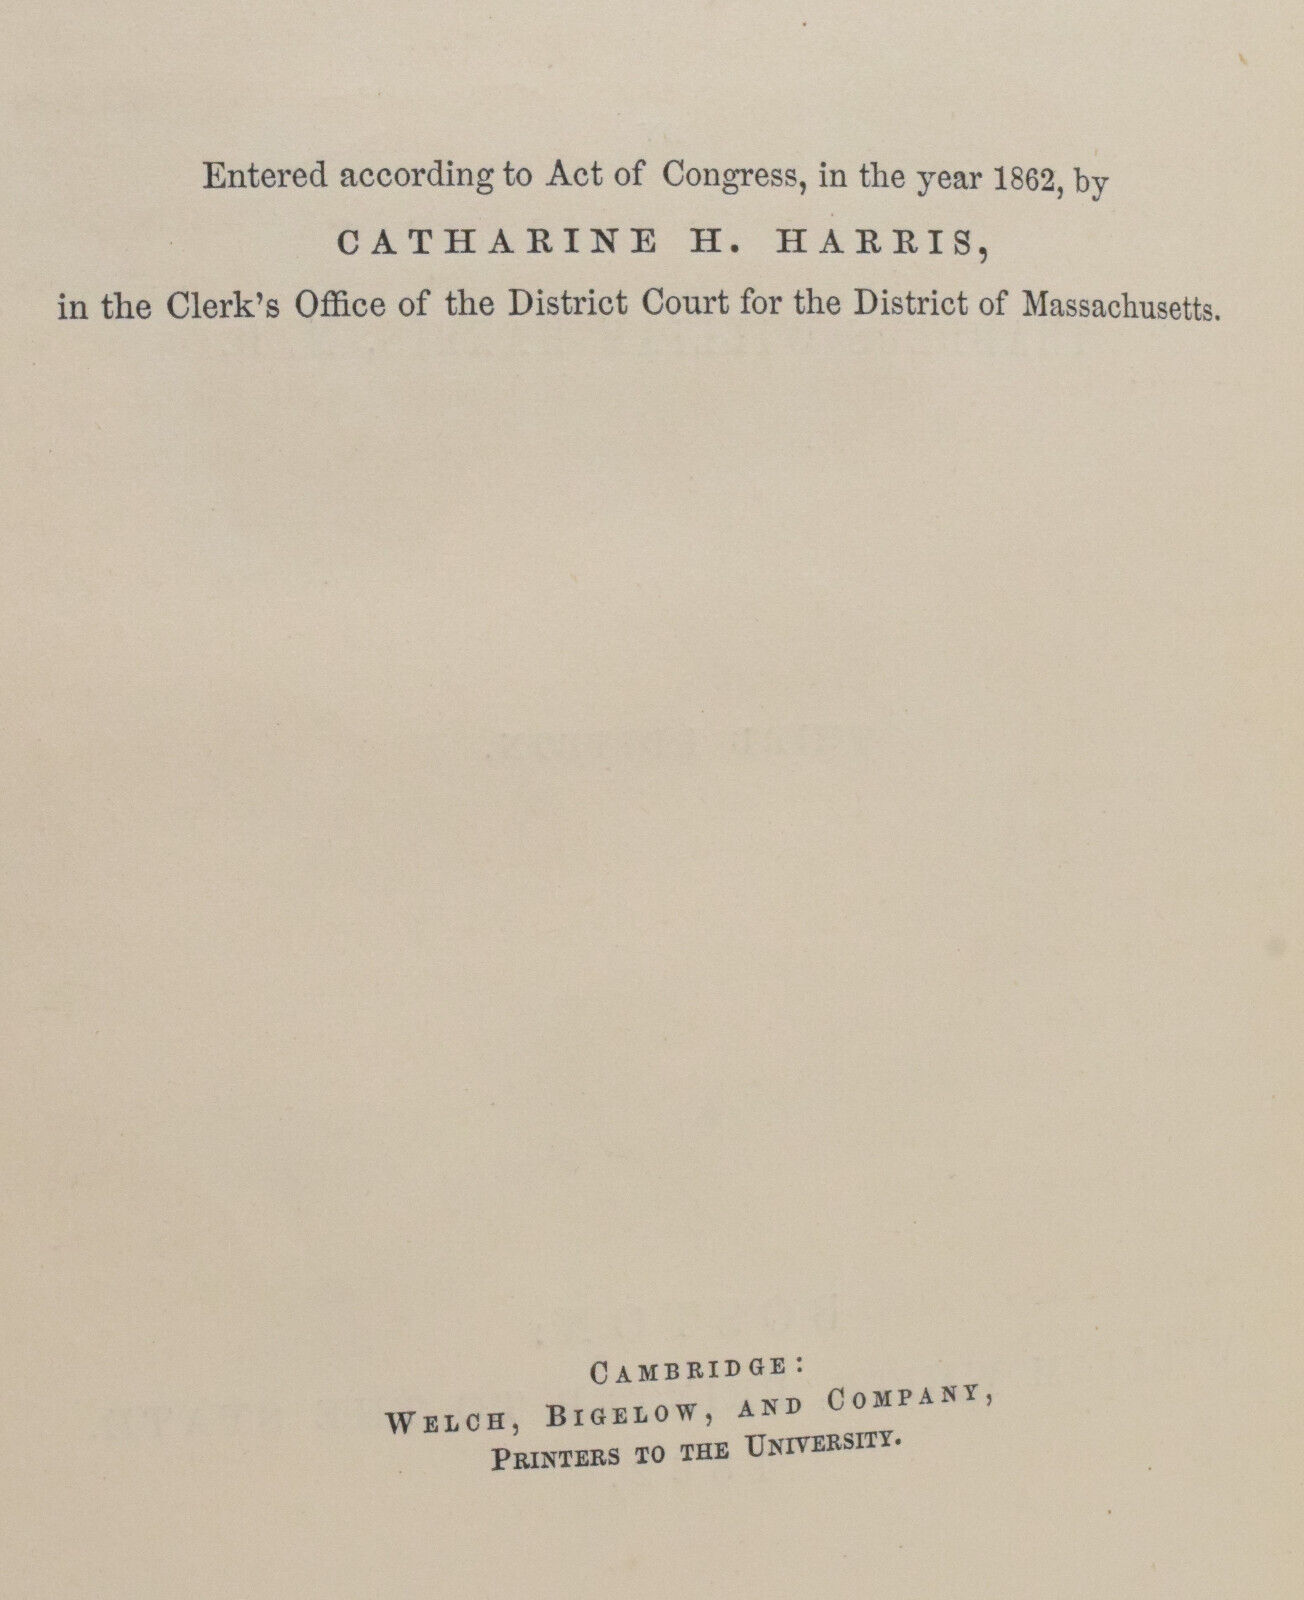 Entered according to Act of Congress, in the year 1862, by
CATHARINE H. HARRIS,
in the Clerk's Office of the District Court for the District of Massachusetts.
CAMBRIDGE:
WELCH, BIGELOW, AND COMPANY,
PRINTERS TO THE UNIVERSITY.